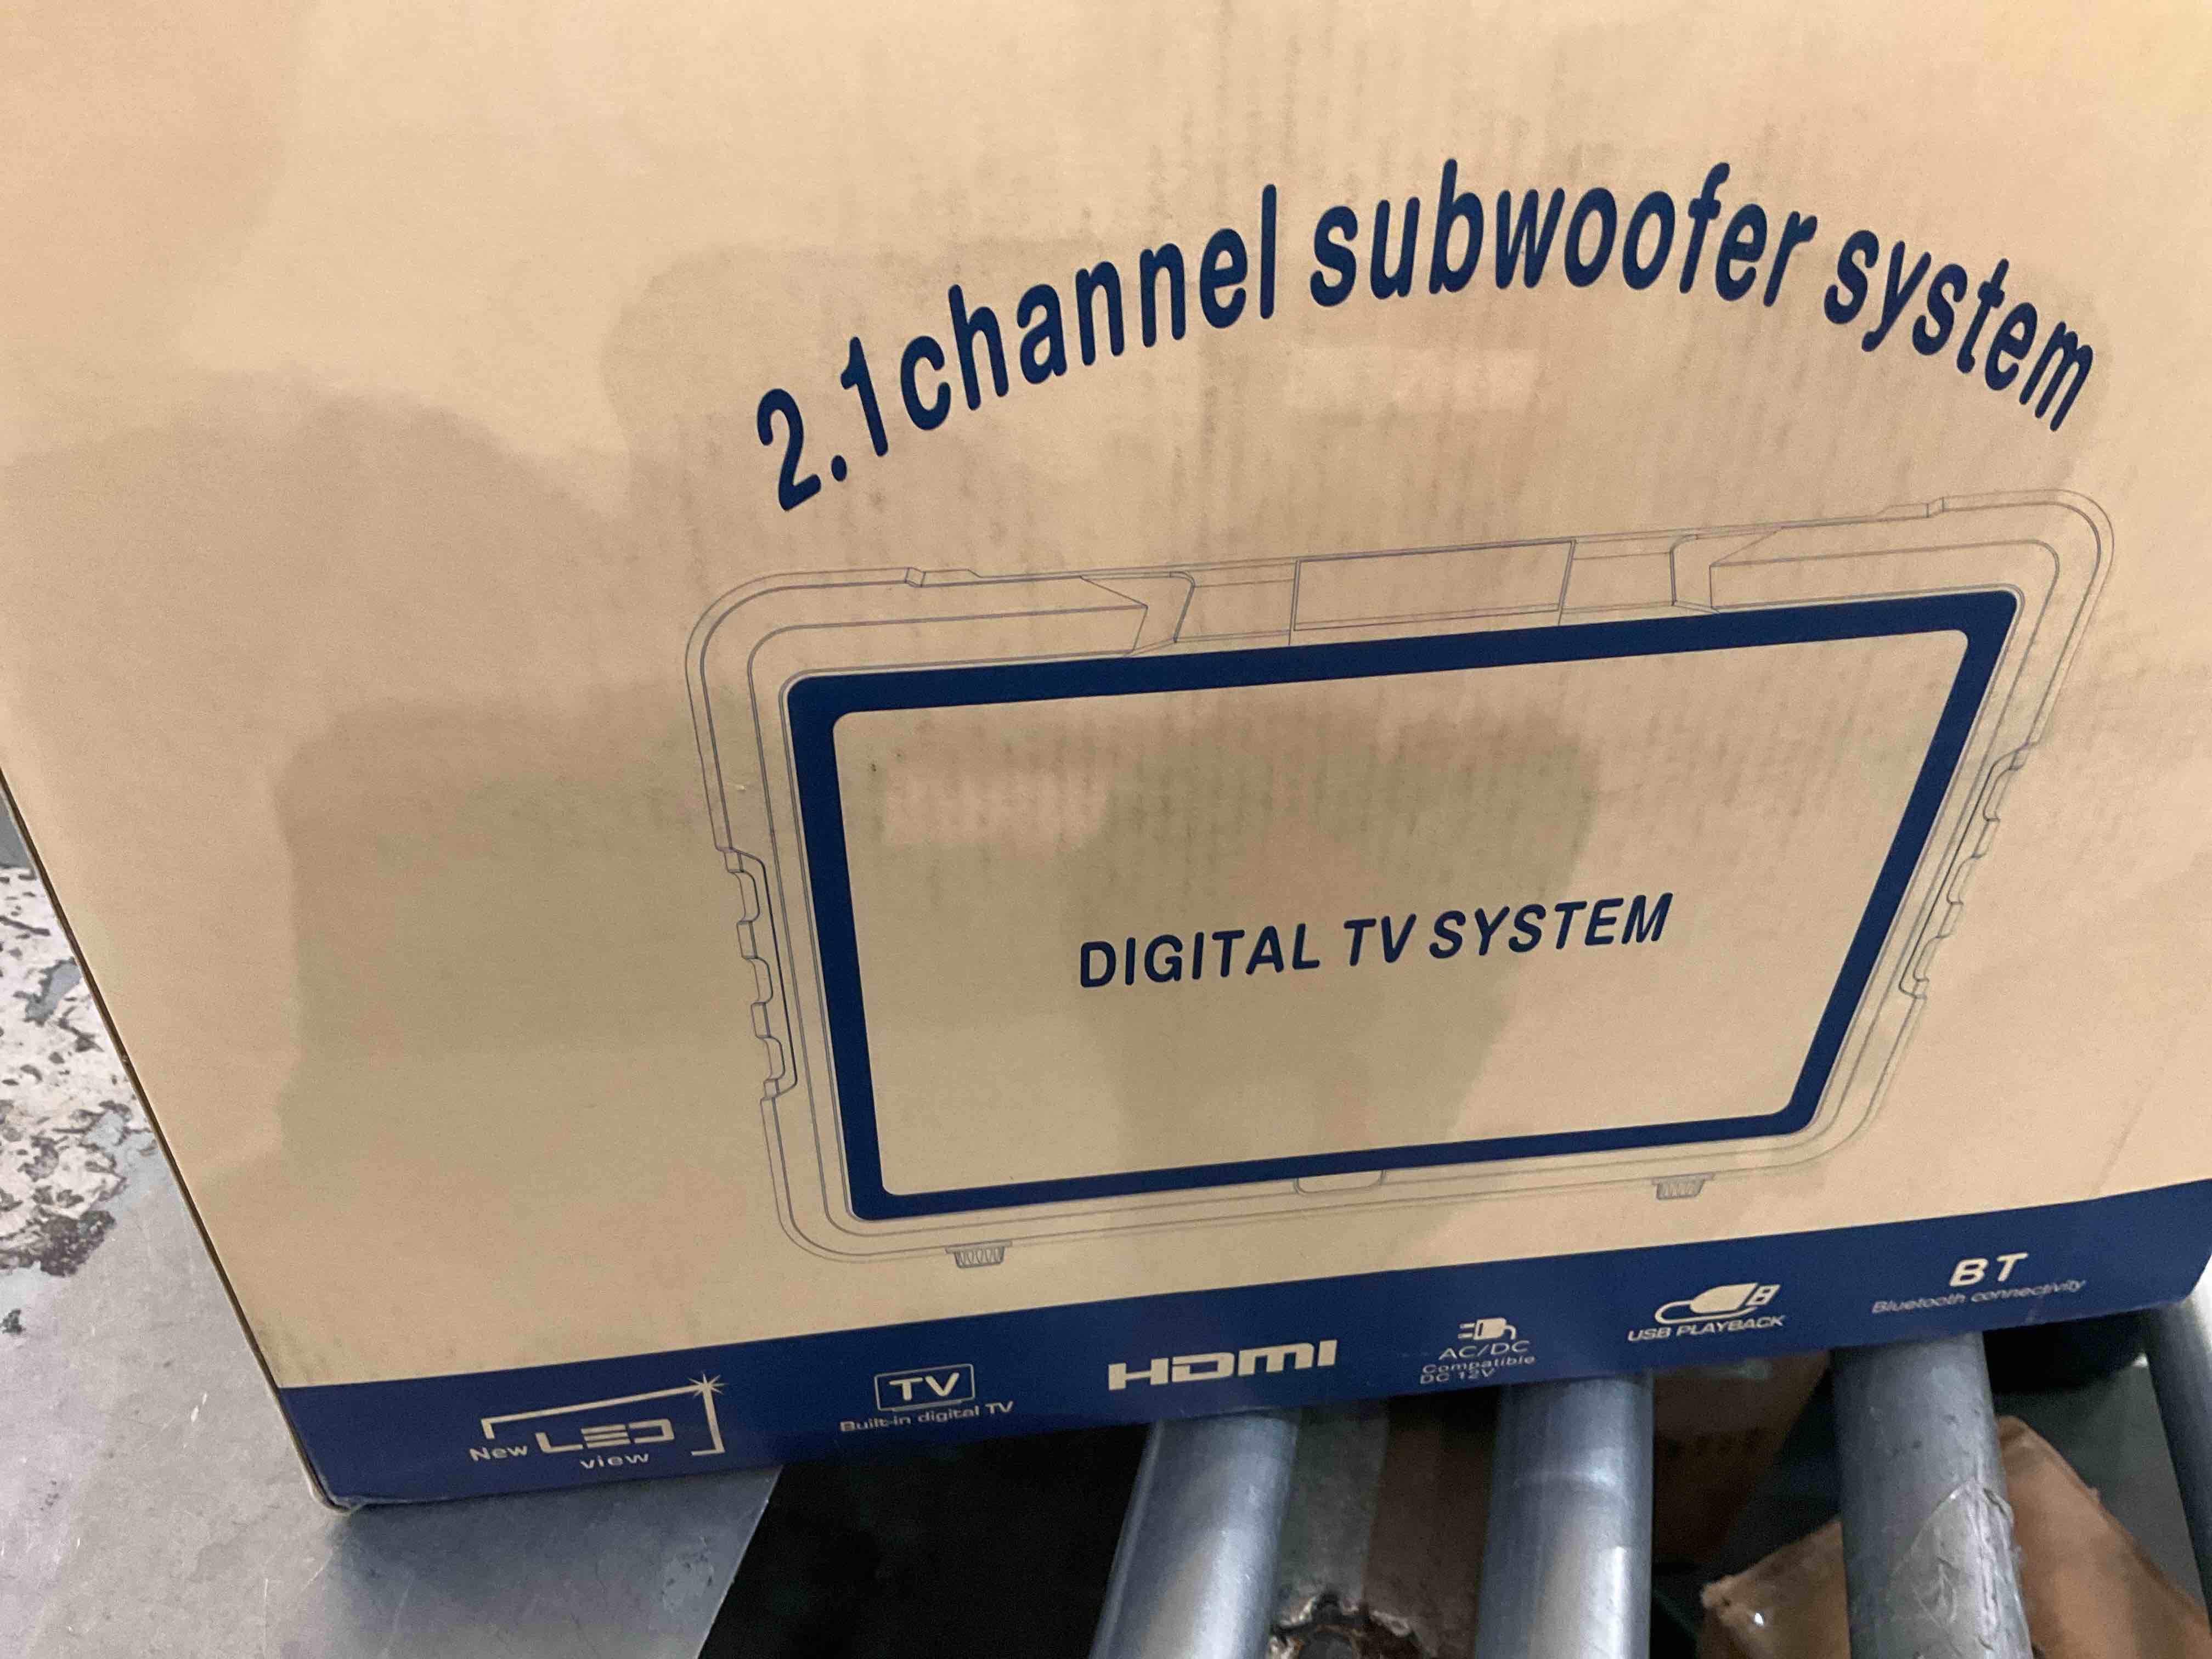 2.1channel subwoofer system
DIGITAL TV SYSTEM
New LED
view
TV
Built-in digital TV
HDMI
AC/DC
Compatible
DC 12V
USB PLAYBACK
BT
Bluetooth connectivity